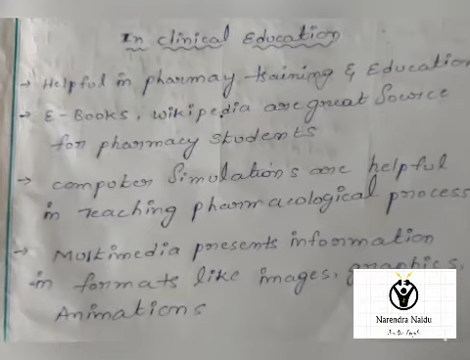 In clinical Education
→ Helpful in pharmay training & Education
→ E-Books, wikipedia are great Source
for pharmacy students
→ computer Simulations are helpful
in teaching pharmacological process
→ Multimedia presents information
in formats like images, graphics,
Animations
Narendra Naidu